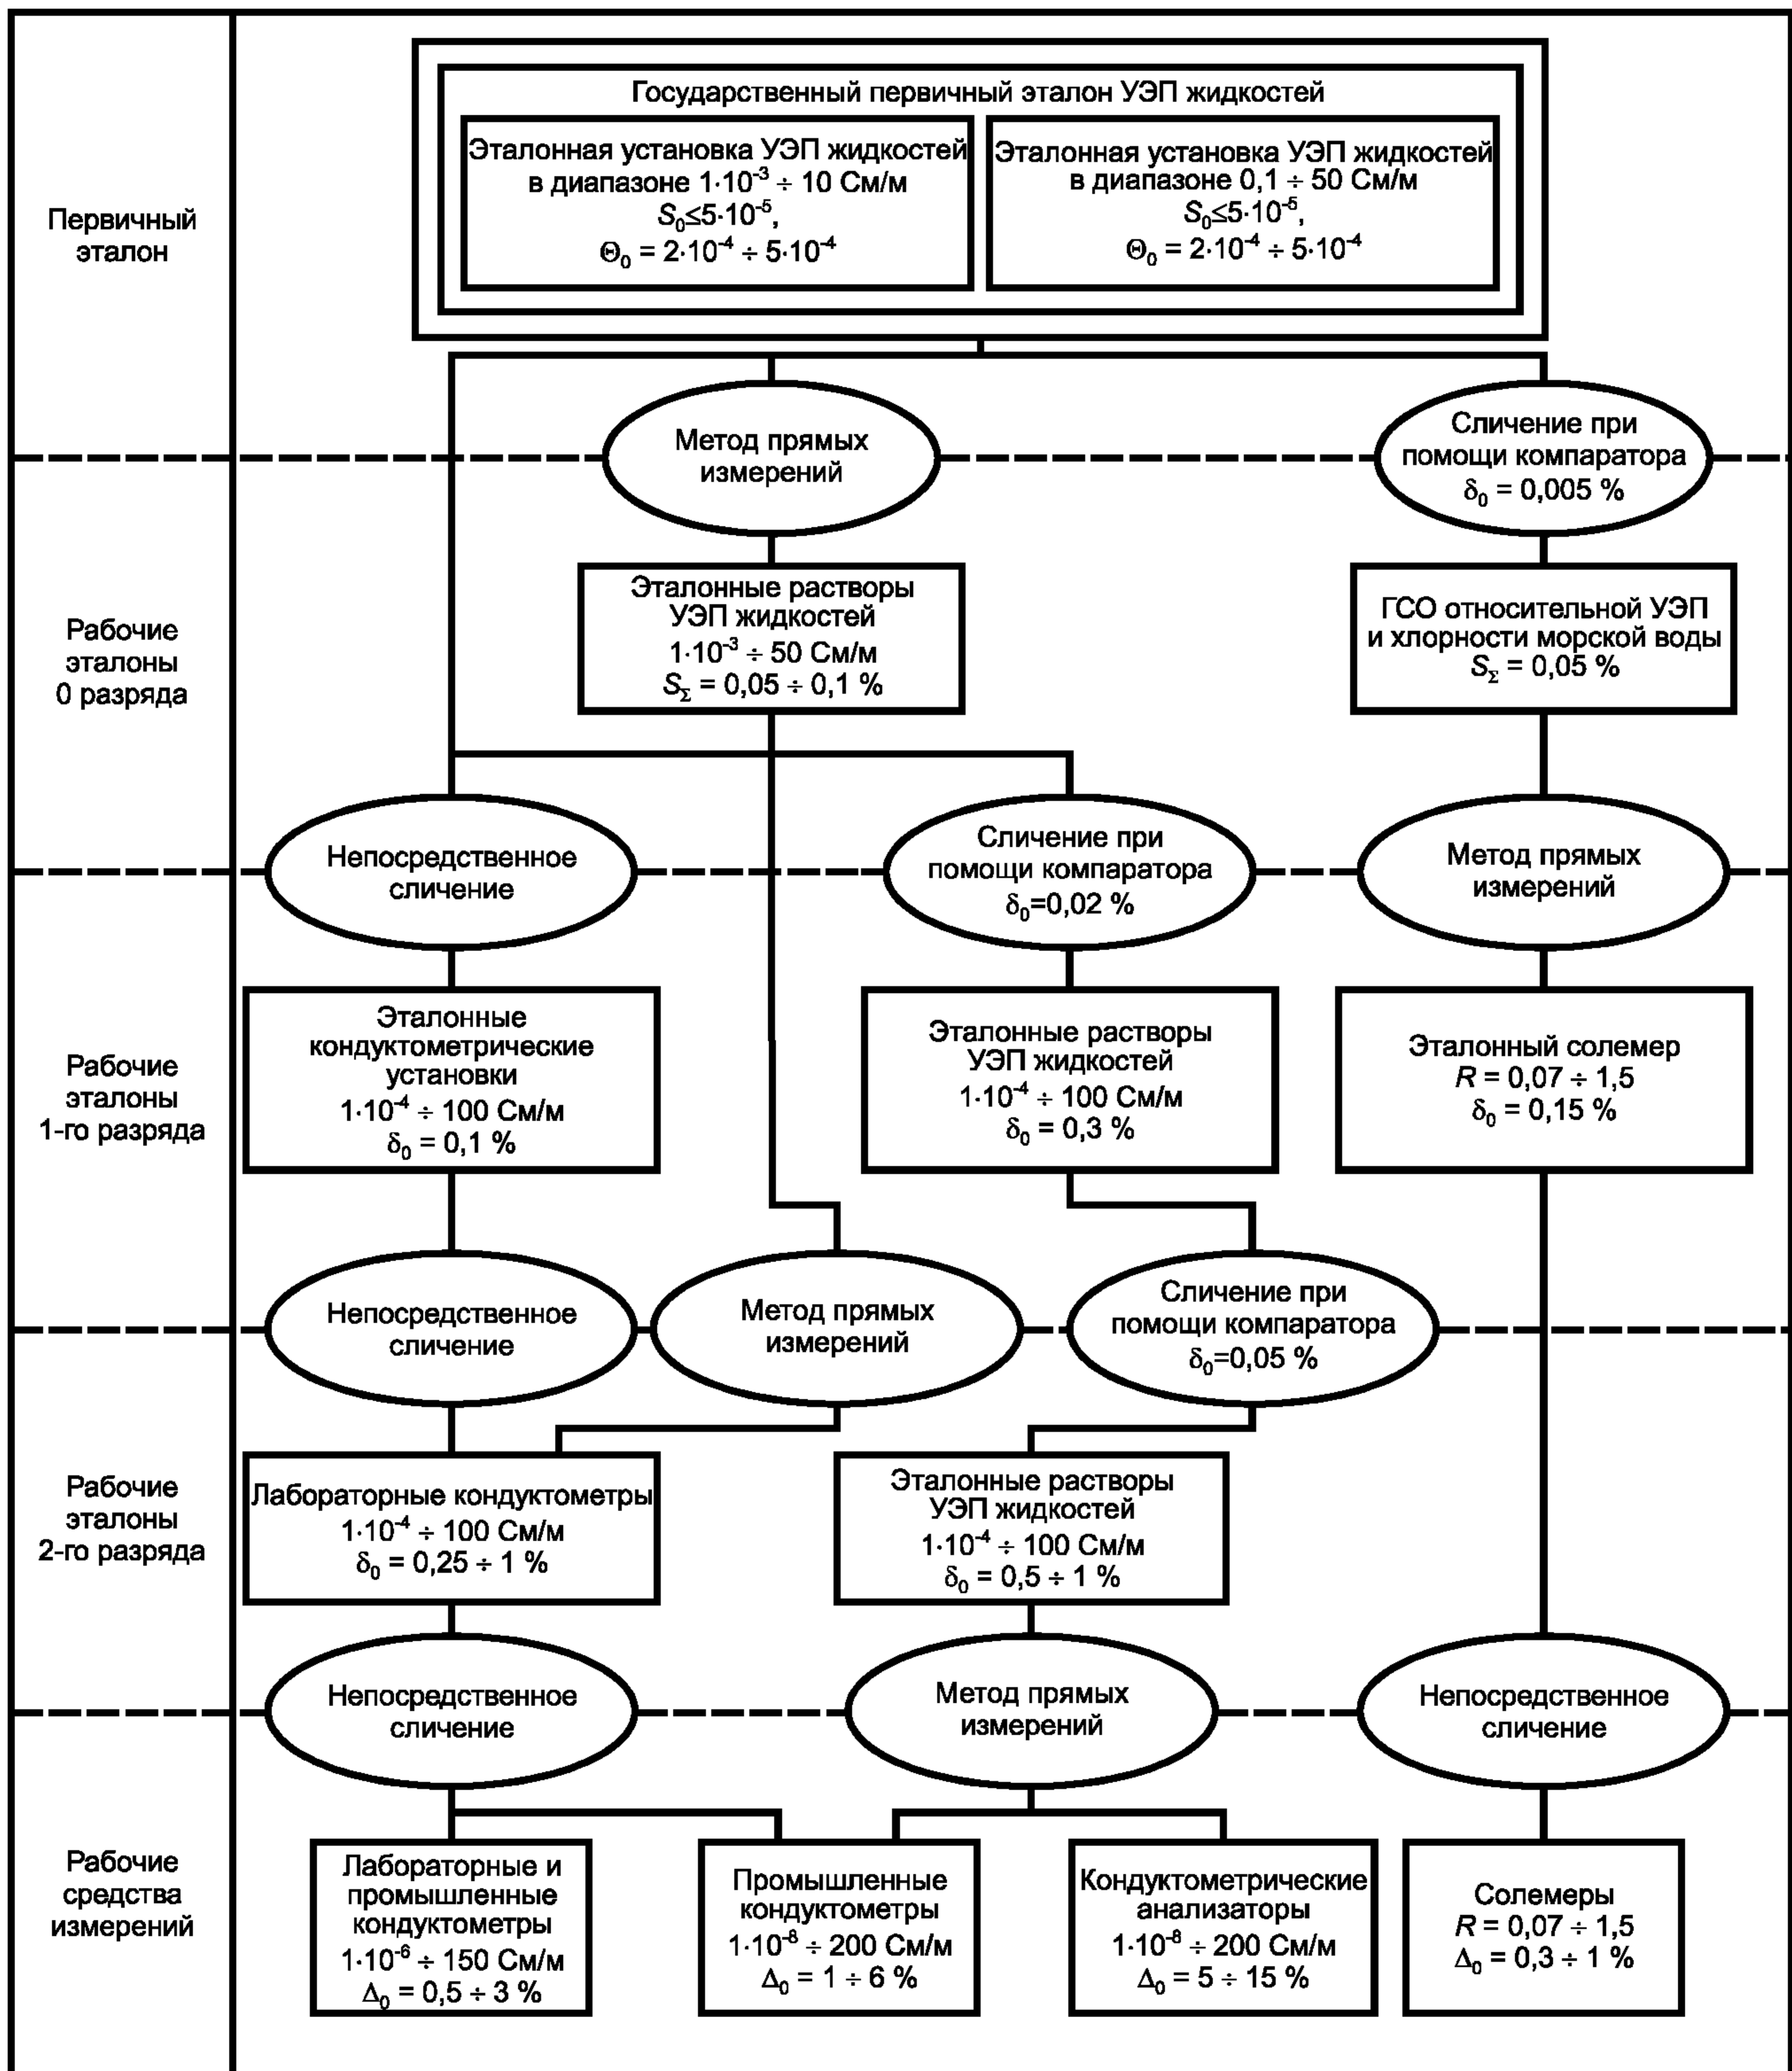 Первичный
эталон
Государственный первичный эталон УЭП жидкостей
Эталонная установка УЭП жидкостей
в диапазоне 1·10⁻³ ÷ 10 См/м
S₀≤5·10⁻⁵,
Θ₀ = 2·10⁻⁴ ÷ 5·10⁻⁴
Эталонная установка УЭП жидкостей
в диапазоне 0,1 ÷ 50 См/м
S₀≤5·10⁻⁵,
Θ₀ = 2·10⁻⁴ ÷ 5·10⁻⁴
Метод прямых
измерений
Сличение при
помощи компаратора
δ₀ = 0,005 %
Рабочие
эталоны
0 разряда
Эталонные растворы
УЭП жидкостей
1·10⁻³ ÷ 50 См/м
S_Σ = 0,05 ÷ 0,1 %
ГСО относительной УЭП
и хлорности морской воды
S_Σ = 0,05 %
Непосредственное
сличение
Сличение при
помощи компаратора
δ₀=0,02 %
Метод прямых
измерений
Рабочие
эталоны
1-го разряда
Эталонные
кондуктометрические
установки
1·10⁻⁴ ÷ 100 См/м
δ₀ = 0,1 %
Эталонные растворы
УЭП жидкостей
1·10⁻⁴ ÷ 100 См/м
δ₀ = 0,3 %
Эталонный солемер
R = 0,07 ÷ 1,5
δ₀ = 0,15 %
Непосредственное
сличение
Метод прямых
измерений
Сличение при
помощи компаратора
δ₀=0,05 %
Рабочие
эталоны
2-го разряда
Лабораторные кондуктометры
1·10⁻⁴ ÷ 100 См/м
δ₀ = 0,25 ÷ 1 %
Эталонные растворы
УЭП жидкостей
1·10⁻⁴ ÷ 100 См/м
δ₀ = 0,5 ÷ 1 %
Непосредственное
сличение
Метод прямых
измерений
Непосредственное
сличение
Рабочие
средства
измерений
Лабораторные и
промышленные
кондуктометры
1·10⁻⁶ ÷ 150 См/м
Δ₀ = 0,5 ÷ 3 %
Промышленные
кондуктометры
1·10⁻⁸ ÷ 200 См/м
Δ₀ = 1 ÷ 6 %
Кондуктометрические
анализаторы
1·10⁻⁸ ÷ 200 См/м
Δ₀ = 5 ÷ 15 %
Солемеры
R = 0,07 ÷ 1,5
Δ₀ = 0,3 ÷ 1 %